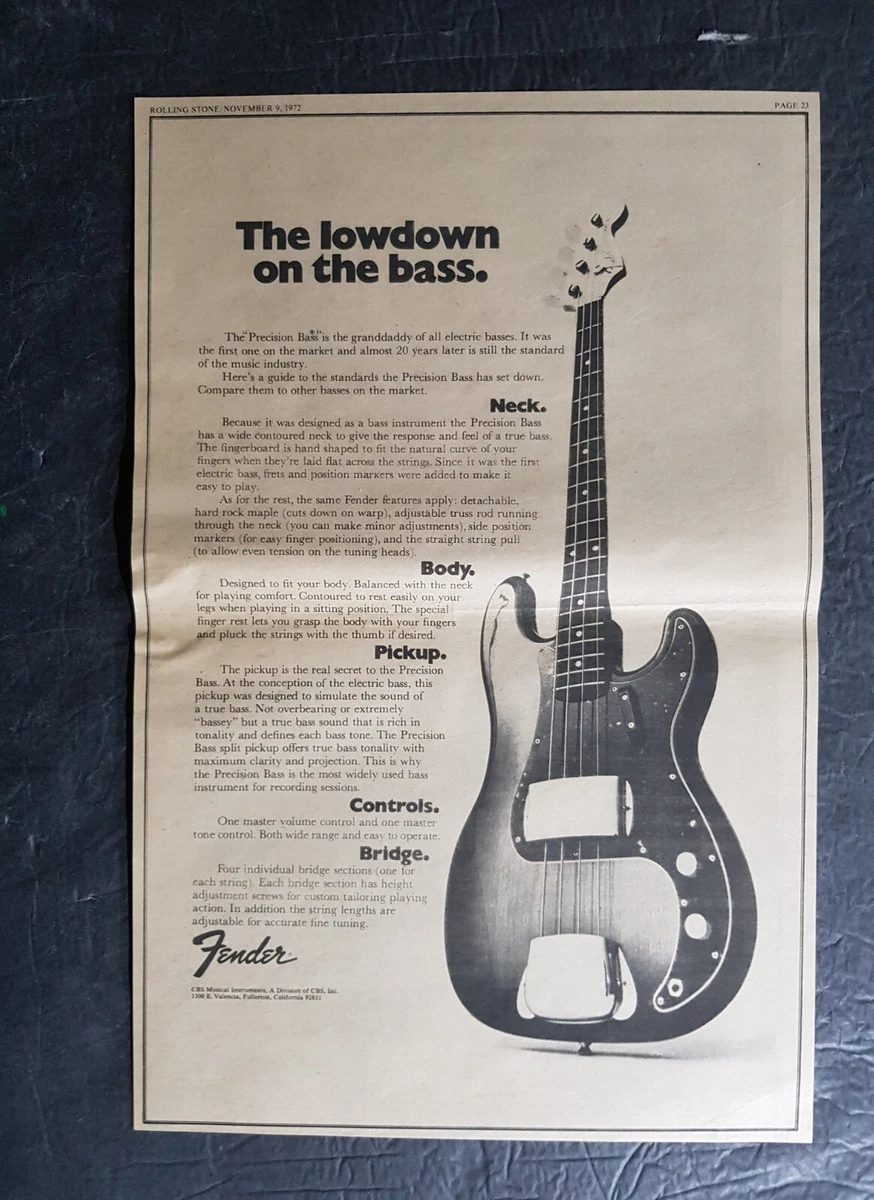 ROLLING STONE/NOVEMBER 9, 1972
PAGE 23
The lowdown
on the bass.
The "Precision Bass®" is the granddaddy of all electric basses. It was
the first one on the market and almost 20 years later is still the standard
of the music industry.
Here's a guide to the standards the Precision Bass has set down.
Compare them to other basses on the market.
Neck.
Because it was designed as a bass instrument the Precision Bass
has a wide contoured neck to give the response and feel of a true bass.
The fingerboard is hand shaped to fit the natural curve of your
fingers when they're laid flat across the strings. Since it was the first
electric bass, frets and position markers were added to make it
easy to play.
As for the rest, the same Fender features apply: detachable,
hard rock maple (cuts down on warp), adjustable truss rod running
through the neck (you can make minor adjustments), side position
markers (for easy finger positioning), and the straight string pull
(to allow even tension on the tuning heads).
Body.
Designed to fit your body. Balanced with the neck
for playing comfort. Contoured to rest easily on your
legs when playing in a sitting position. The special
finger rest lets you grasp the body with your fingers
and pluck the strings with the thumb if desired.
Pickup.
The pickup is the real secret to the Precision
Bass. At the conception of the electric bass, this
pickup was designed to simulate the sound of
a true bass. Not overbearing or extremely
"bassey" but a true bass sound that is rich in
tonality and defines each bass tone. The Precision
Bass split pickup offers true bass tonality with
maximum clarity and projection. This is why
the Precision Bass is the most widely used bass
instrument for recording sessions.
Controls.
One master volume control and one master
tone control. Both wide range and easy to operate.
Bridge.
Four individual bridge sections (one for
each string). Each bridge section has height
adjustment screws for custom tailoring playing
action. In addition the string lengths are
adjustable for accurate fine tuning.
Fender®
CBS Musical Instruments, A Division of CBS, Inc.
1300 E. Valencia, Fullerton, California 92631